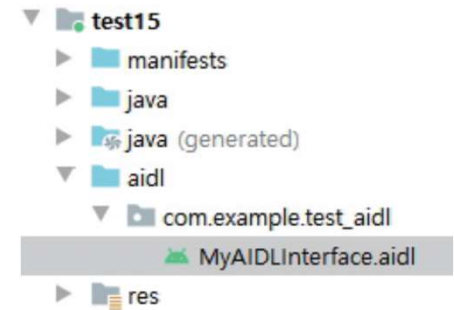 test15
manifests
java
java (generated)
aidl
com.example.test_aidl
MyAIDLInterface.aidl
res